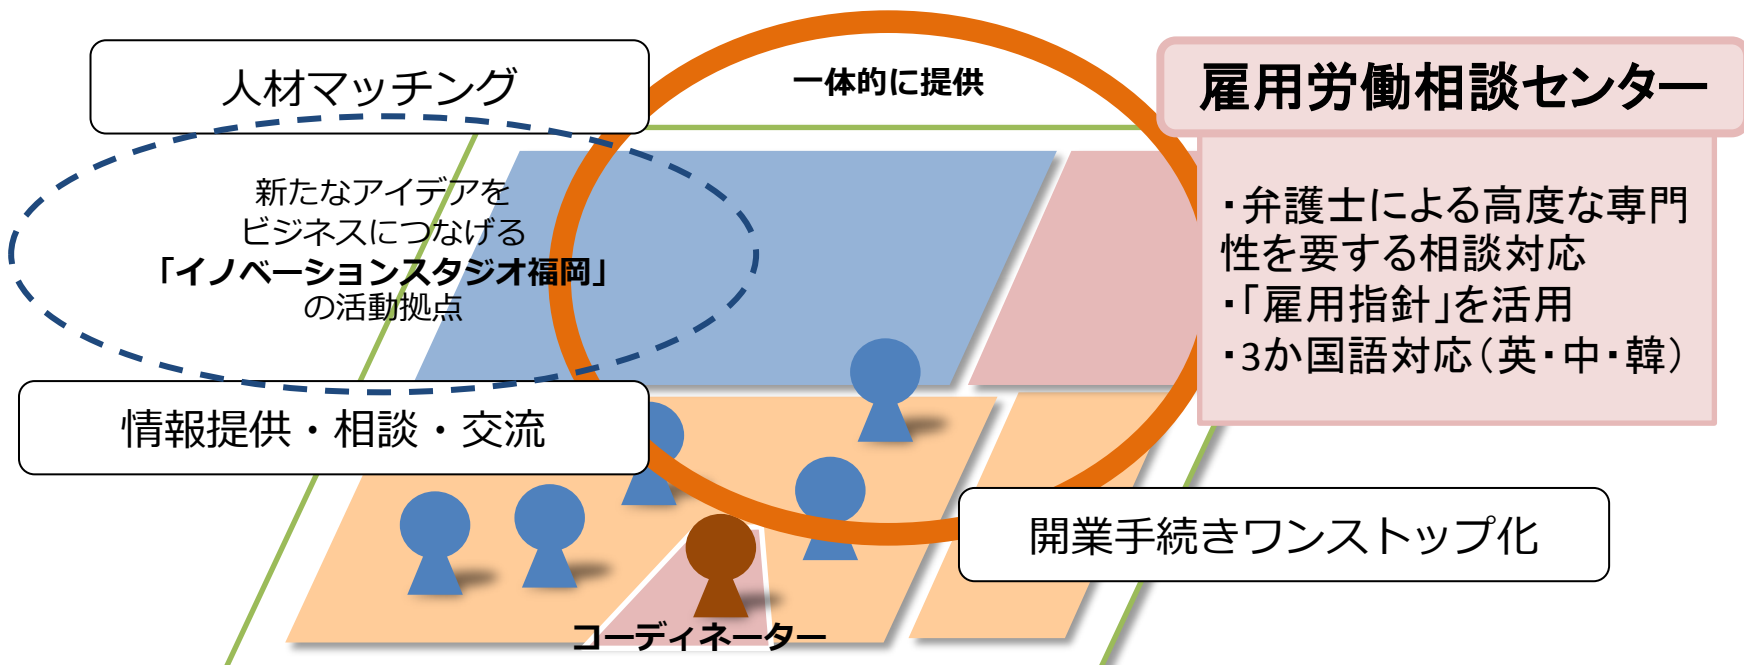 人材マッチング
一体的に提供
雇用労働相談センター
新たなアイデアを
ビジネスにつなげる
「イノベーションスタジオ福岡」
の活動拠点
・弁護士による高度な専門
性を要する相談対応
・「雇用指針」を活用
・3か国語対応（英・中・韓）
情報提供・相談・交流
開業手続きワンストップ化
コーディネーター